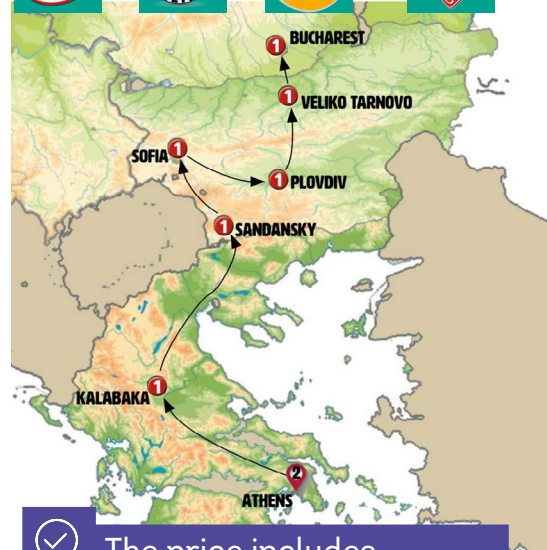 1 BUCHAREST
1 VELIKO TARNOVO
SOFIA 1
1 PLOVDIV
1 SANDANSKY
1
KALABAKA
2
ATHENS
The price includes